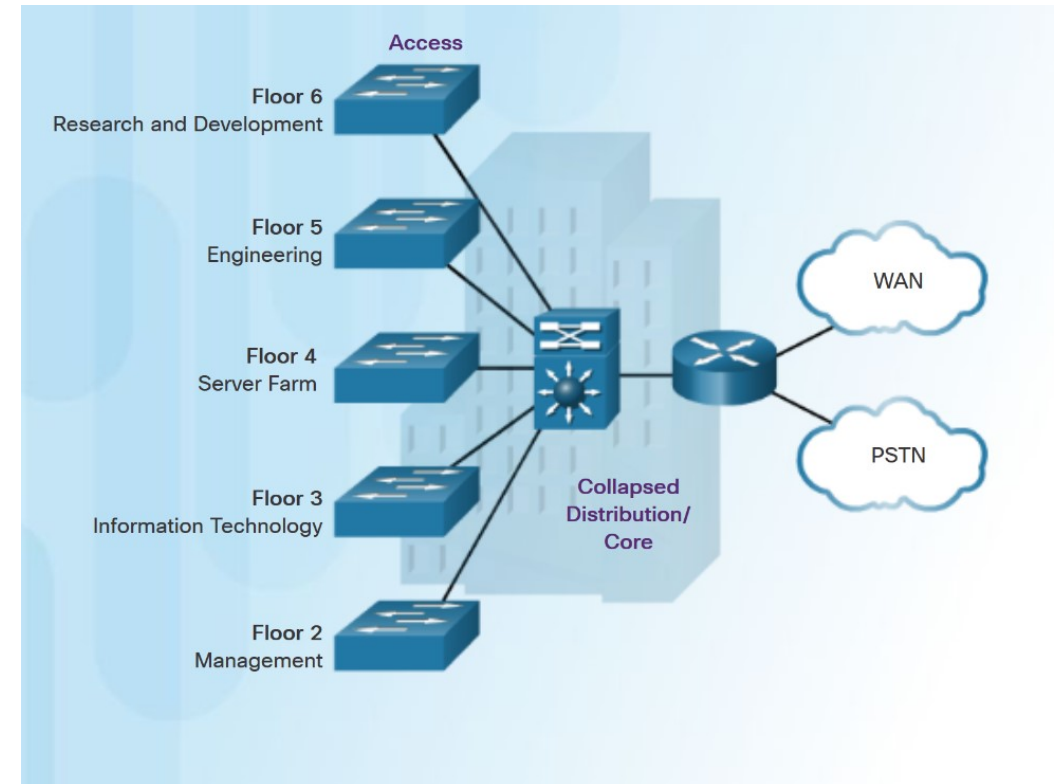 Access
Floor 6
Research and Development
Floor 5
Engineering
Floor 4
Server Farm
Floor 3
Information Technology
Floor 2
Management
Collapsed
Distribution/
Core
WAN
PSTN